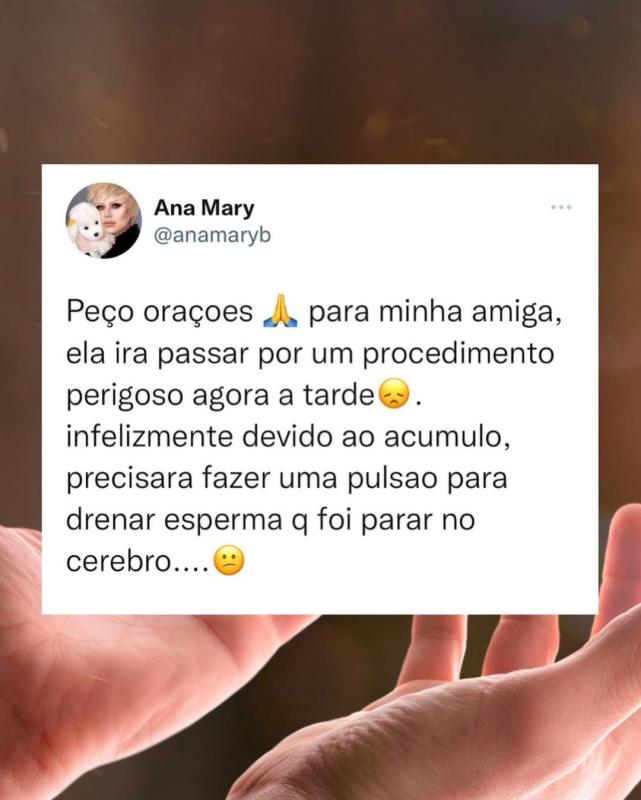 Ana Mary
@anamaryb
Peço oraçoes 🙏 para minha amiga,
ela ira passar por um procedimento
perigoso agora a tarde😞.
infelizmente devido ao acumulo,
precisara fazer uma pulsao para
drenar esperma q foi parar no
cerebro....😕